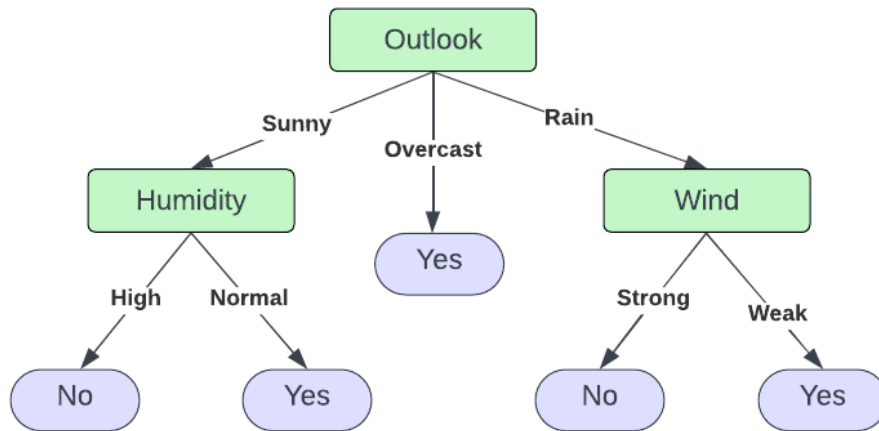 Outlook
Sunny
Overcast
Rain
Humidity
Wind
Yes
High
Normal
Strong
Weak
No
Yes
No
Yes